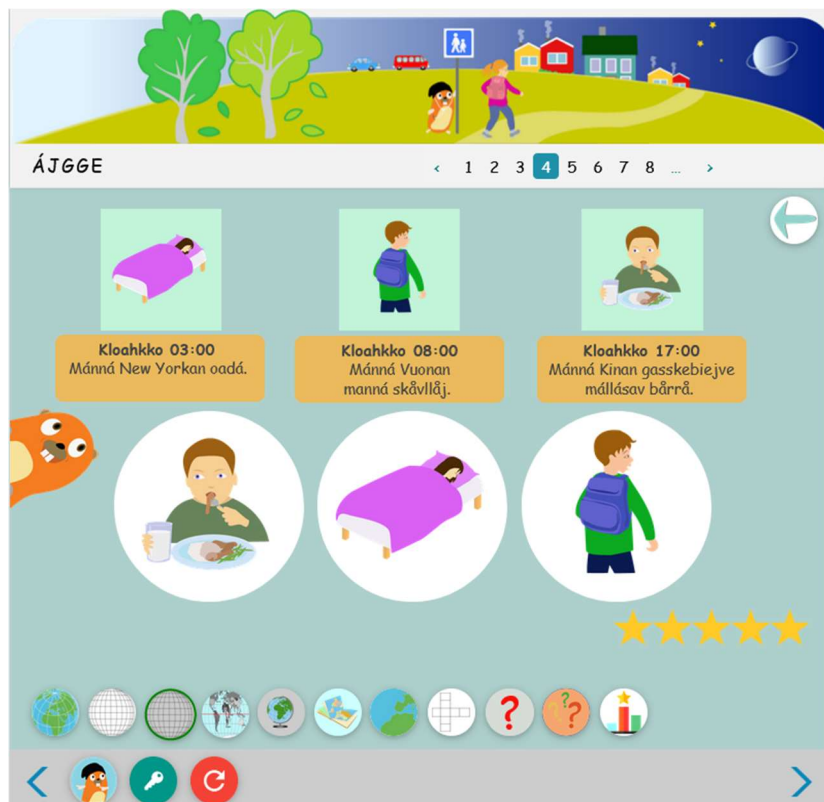 ÁJGGE
‹ 1 2 3 4 5 6 7 8 ... ›
Kloahkko 03:00
Mánná New Yorkan oadá.
Kloahkko 08:00
Mánná Vuonan
manná skåvllåj.
Kloahkko 17:00
Mánná Kinan gasskebiejve
mállásav bårrå.